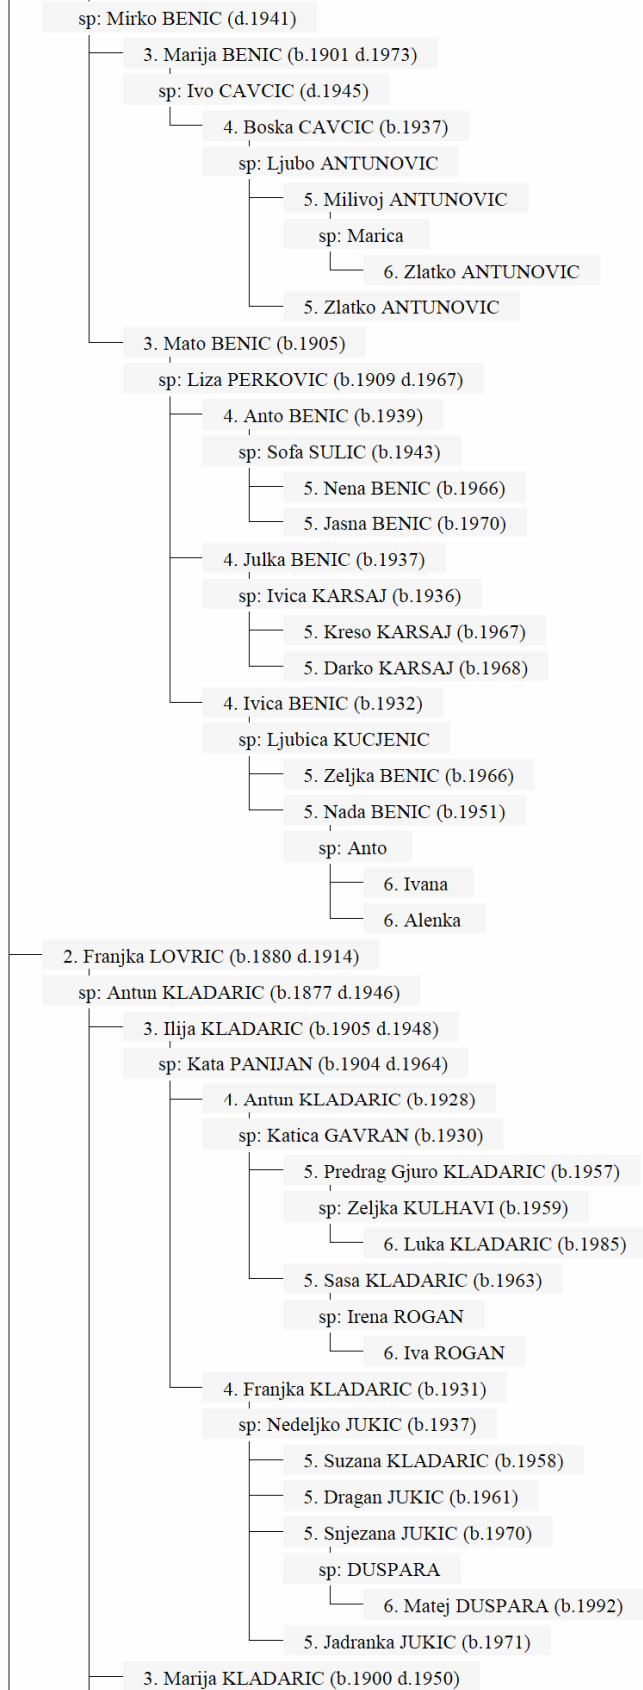 sp: Mirko BENIC (d.1941)
3. Marija BENIC (b.1901 d.1973)
sp: Ivo CAVCIC (d.1945)
4. Boska CAVCIC (b.1937)
sp: Ljubo ANTUNOVIC
5. Milivoj ANTUNOVIC
sp: Marica
6. Zlatko ANTUNOVIC
5. Zlatko ANTUNOVIC
3. Mato BENIC (b.1905)
sp: Liza PERKOVIC (b.1909 d.1967)
4. Anto BENIC (b.1939)
sp: Sofa SULIC (b.1943)
5. Nena BENIC (b.1966)
5. Jasna BENIC (b.1970)
4. Julka BENIC (b.1937)
sp: Ivica KARSAJ (b.1936)
5. Kreso KARSAJ (b.1967)
5. Darko KARSAJ (b.1968)
4. Ivica BENIC (b.1932)
sp: Ljubica KUCJENIC
5. Zeljka BENIC (b.1966)
5. Nada BENIC (b.1951)
sp: Anto
6. Ivana
6. Alenka
2. Franjka LOVRIC (b.1880 d.1914)
sp: Antun KLADARIC (b.1877 d.1946)
3. Ilija KLADARIC (b.1905 d.1948)
sp: Kata PANIJAN (b.1904 d.1964)
4. Antun KLADARIC (b.1928)
sp: Katica GAVRAN (b.1930)
5. Predrag Gjuro KLADARIC (b.1957)
sp: Zeljka KULHAVI (b.1959)
6. Luka KLADARIC (b.1985)
5. Sasa KLADARIC (b.1963)
sp: Irena ROGAN
6. Iva ROGAN
4. Franjka KLADARIC (b.1931)
sp: Nedeljko JUKIC (b.1937)
5. Suzana KLADARIC (b.1958)
5. Dragan JUKIC (b.1961)
5. Snjezana JUKIC (b.1970)
sp: DUSPARA
6. Matej DUSPARA (b.1992)
5. Jadranka JUKIC (b.1971)
3. Marija KLADARIC (b.1900 d.1950)